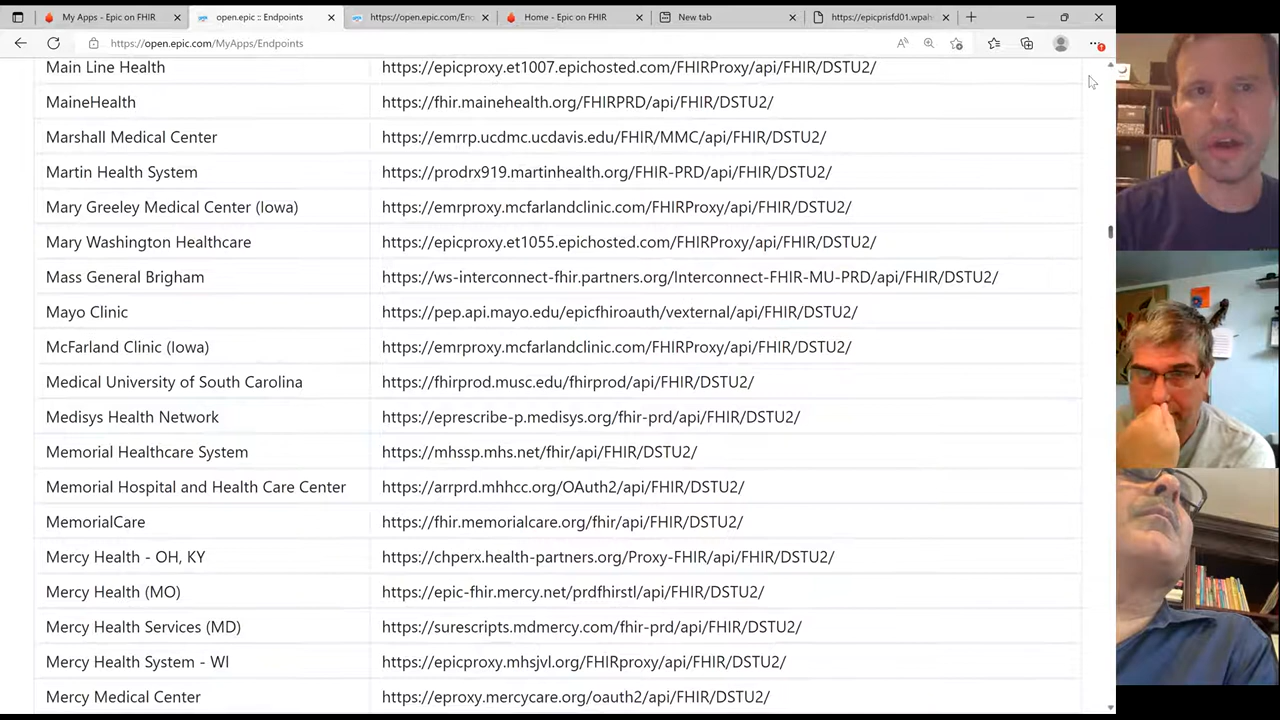 My Apps - Epic on FHIR
open.epic :: Endpoints
https://open.epic.com/En
Home - Epic on FHIR
New tab
https://epicprisfd01.wpah
https://open.epic.com/MyApps/Endpoints
Main Line Health https://epicproxy.et1007.epichosted.com/FHIRProxy/api/FHIR/DSTU2/
MaineHealth https://fhir.mainehealth.org/FHIRPRD/api/FHIR/DSTU2/
Marshall Medical Center https://emrrp.ucdmc.ucdavis.edu/FHIR/MMC/api/FHIR/DSTU2/
Martin Health System https://prodrx919.martinhealth.org/FHIR-PRD/api/FHIR/DSTU2/
Mary Greeley Medical Center (Iowa) https://emrproxy.mcfarlandclinic.com/FHIRProxy/api/FHIR/DSTU2/
Mary Washington Healthcare https://epicproxy.et1055.epichosted.com/FHIRProxy/api/FHIR/DSTU2/
Mass General Brigham https://ws-interconnect-fhir.partners.org/Interconnect-FHIR-MU-PRD/api/FHIR/DSTU2/
Mayo Clinic https://pep.api.mayo.edu/epicfhiroauth/vexternal/api/FHIR/DSTU2/
McFarland Clinic (Iowa) https://emrproxy.mcfarlandclinic.com/FHIRProxy/api/FHIR/DSTU2/
Medical University of South Carolina https://fhirprod.musc.edu/fhirprod/api/FHIR/DSTU2/
Medisys Health Network https://eprescribe-p.medisys.org/fhir-prd/api/FHIR/DSTU2/
Memorial Healthcare System https://mhssp.mhs.net/fhir/api/FHIR/DSTU2/
Memorial Hospital and Health Care Center https://arrprd.mhhcc.org/OAuth2/api/FHIR/DSTU2/
MemorialCare https://fhir.memorialcare.org/fhir/api/FHIR/DSTU2/
Mercy Health - OH, KY https://chperx.health-partners.org/Proxy-FHIR/api/FHIR/DSTU2/
Mercy Health (MO) https://epic-fhir.mercy.net/prdfhirstl/api/FHIR/DSTU2/
Mercy Health Services (MD) https://surescripts.mdmercy.com/fhir-prd/api/FHIR/DSTU2/
Mercy Health System - WI https://epicproxy.mhsjvl.org/FHIRproxy/api/FHIR/DSTU2/
Mercy Medical Center https://eproxy.mercycare.org/oauth2/api/FHIR/DSTU2/